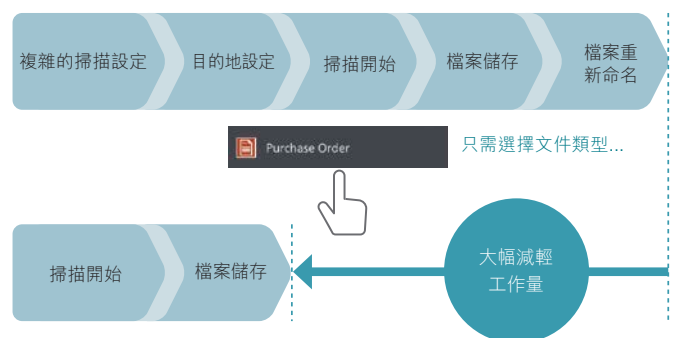 複雜的掃描設定
目的地設定
掃描開始
檔案儲存
檔案重
新命名
Purchase Order
只需選擇文件類型...
掃描開始
檔案儲存
大幅減輕
工作量